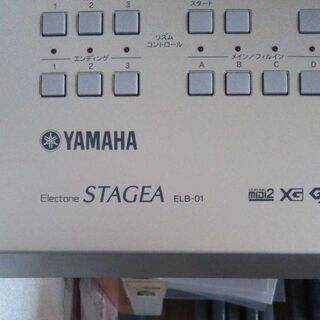 スタート
1 2 3
リズム
コントロール
エンディング
メイン/フィルイン
1 2 3
A B C D
YAMAHA
Electone STAGEA ELB-01
MIDI2 XG